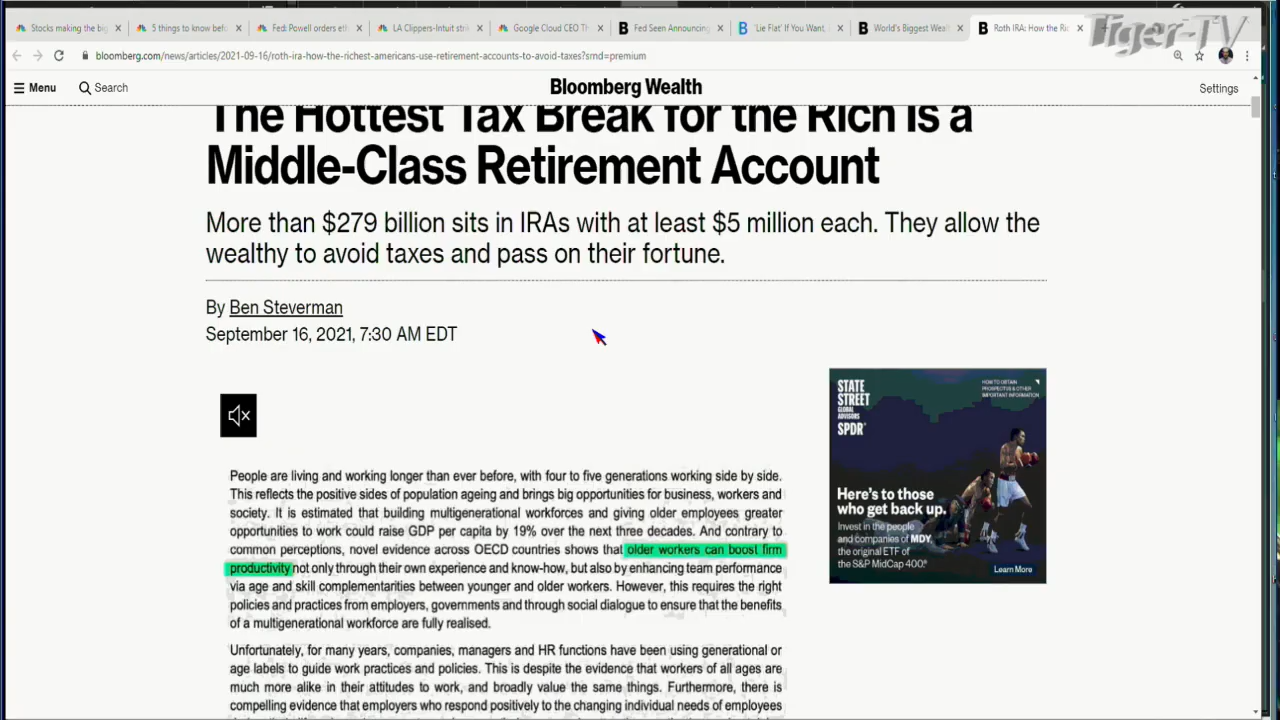 Stocks making the big
5 things to know befo
Fed: Powell orders eth
LA Clippers-Intuit stri
Google Cloud CEO Th
Fed Seen Announcing
'Lie Flat' If You Want
World's Biggest Wealt
Roth IRA: How the Ric
Tiger-TV
bloomberg.com/news/articles/2021-09-16/roth-ira-how-the-richest-americans-use-retirement-accounts-to-avoid-taxes?srnd=premium
Menu
Search
Bloomberg Wealth
Settings
The Hottest Tax Break for the Rich Is a
Middle-Class Retirement Account
More than $279 billion sits in IRAs with at least $5 million each. They allow the
wealthy to avoid taxes and pass on their fortune.
By Ben Steverman
September 16, 2021, 7:30 AM EDT
People are living and working longer than ever before, with four to five generations working side by side.
This reflects the positive sides of population ageing and brings big opportunities for business, workers and
society. It is estimated that building multigenerational workforces and giving older employees greater
opportunities to work could raise GDP per capita by 19% over the next three decades. And contrary to
common perceptions, novel evidence across OECD countries shows that older workers can boost firm
productivity not only through their own experience and know-how, but also by enhancing team performance
via age and skill complementarities between younger and older workers. However, this requires the right
policies and practices from employers, governments and through social dialogue to ensure that the benefits
of a multigenerational workforce are fully realised.
Unfortunately, for many years, companies, managers and HR functions have been using generational or
age labels to guide work practices and policies. This is despite the evidence that workers of all ages are
much more alike in their attitudes to work, and broadly value the same things. Furthermore, there is
compelling evidence that employers who respond positively to the changing individual needs of employees
STATE
STREET
GLOBAL
ADVISORS
SPDR®
HOW TO OBTAIN
PROSPECTUS & OTHER
IMPORTANT INFORMATION
Here's to those
who get back up.
Invest in the people
and companies of MDY,
the original ETF of
the S&P MidCap 400.®
Learn More